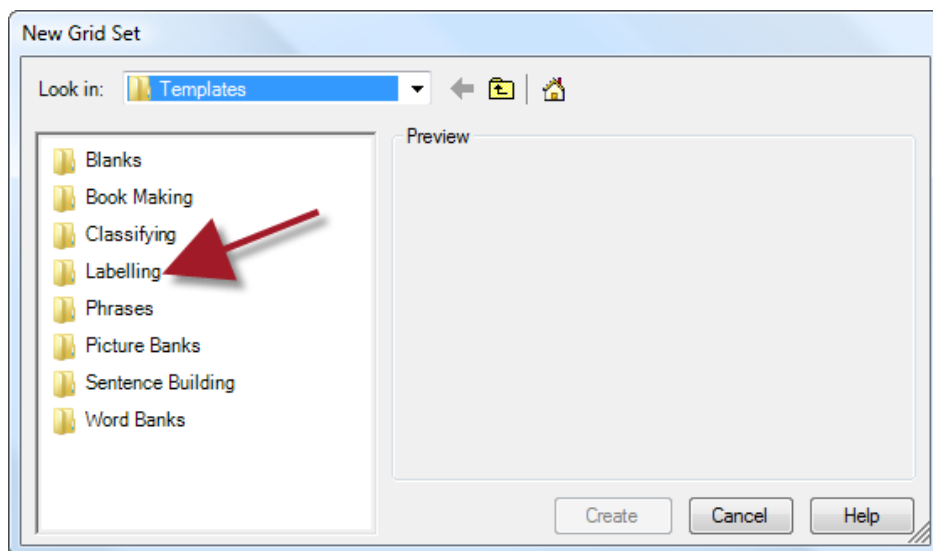 New Grid Set
Look in: Templates
Preview
Blanks
Book Making
Classifying
Labelling
Phrases
Picture Banks
Sentence Building
Word Banks
Create Cancel Help